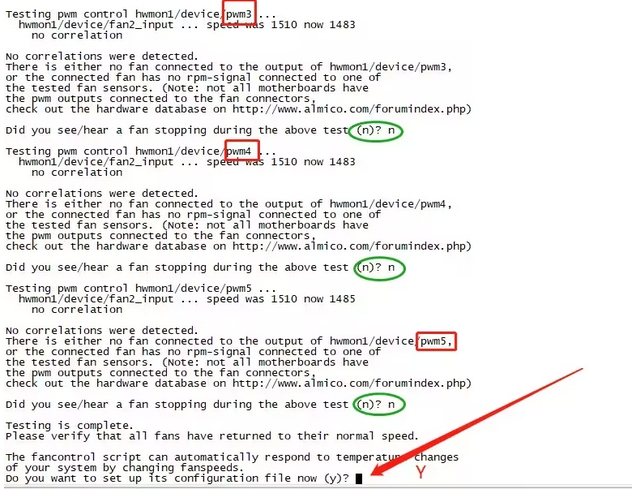 Testing pwm control hwmon1/device/pwm3 ...
hwmon1/device/fan2_input ... speed was 1510 now 1483
no correlation
No correlations were detected.
There is either no fan connected to the output of hwmon1/device/pwm3,
or the connected fan has no rpm-signal connected to one of
the tested fan sensors. (Note: not all motherboards have
the pwm outputs connected to the fan connectors,
check out the hardware database on http://www.almico.com/forumindex.php)
Did you see/hear a fan stopping during the above test (n)? n
Testing pwm control hwmon1/device/pwm4 ...
hwmon1/device/fan2_input ... speed was 1510 now 1483
no correlation
No correlations were detected.
There is either no fan connected to the output of hwmon1/device/pwm4,
or the connected fan has no rpm-signal connected to one of
the tested fan sensors. (Note: not all motherboards have
the pwm outputs connected to the fan connectors,
check out the hardware database on http://www.almico.com/forumindex.php)
Did you see/hear a fan stopping during the above test (n)? n
Testing pwm control hwmon1/device/pwm5 ...
hwmon1/device/fan2_input ... speed was 1510 now 1485
no correlation
No correlations were detected.
There is either no fan connected to the output of hwmon1/device/pwm5,
or the connected fan has no rpm-signal connected to one of
the tested fan sensors. (Note: not all motherboards have
the pwm outputs connected to the fan connectors,
check out the hardware database on http://www.almico.com/forumindex.php)
Did you see/hear a fan stopping during the above test (n)? n
Testing is complete.
Please verify that all fans have returned to their normal speed.
The fancontrol script can automatically respond to temperature changes
of your system by changing fanspeeds.
Do you want to set up its configuration file now (y)?
Y